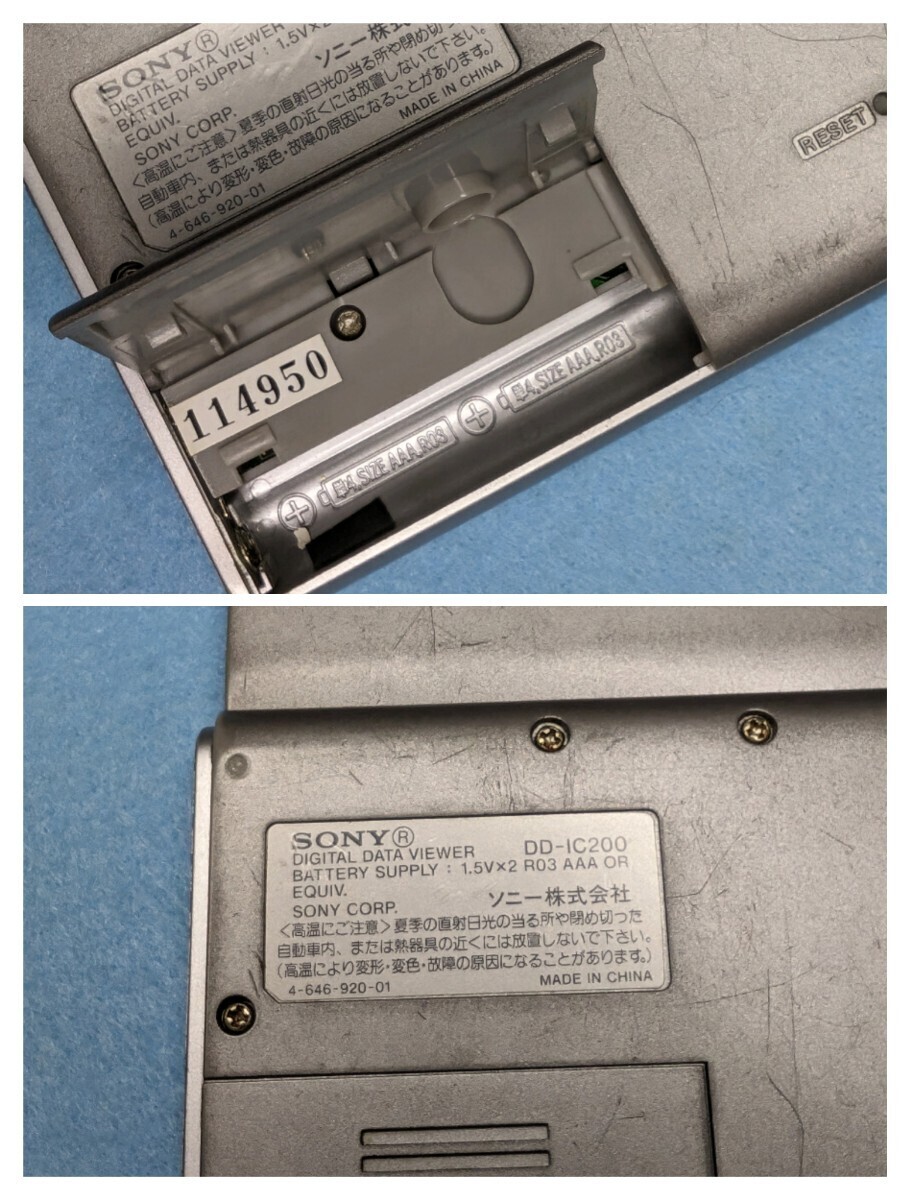 SONY®
DIGITAL DATA VIEWER
BATTERY SUPPLY : 1.5V×2
EQUIV.
ソニー株式
SONY CORP.
〈高温にご注意〉夏季の直射日光の当る所や閉め切った
自動車内、または熱器具の近くには放置しないで下さい。
(高温により変形・変色・故障の原因になることがあります。)
4-646-920-01
MADE IN CHINA
RESET
114950
単4,SIZE AAA,R03
単4,SIZE AAA,R03
SONY®
DIGITAL DATA VIEWER DD-IC200
BATTERY SUPPLY : 1.5V×2 R03 AAA OR
EQUIV.
SONY CORP. ソニー株式会社
〈高温にご注意〉夏季の直射日光の当る所や閉め切った
自動車内、または熱器具の近くには放置しないで下さい。
(高温により変形・変色・故障の原因になることがあります。)
4-646-920-01 MADE IN CHINA